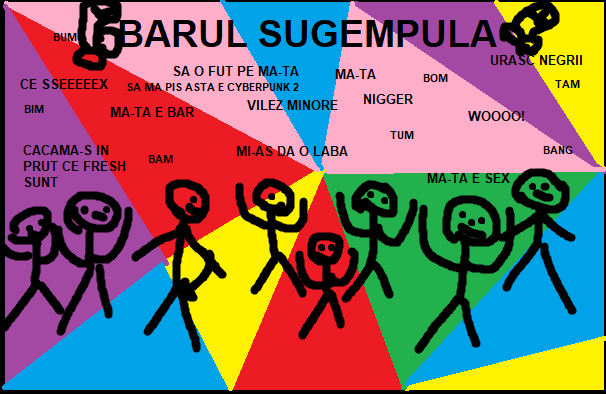 BUM
BARUL SUGEMPULA
URASC NEGRII
SA O FUT PE MA-TA
MA-TA
BOM
CE SSEEEEX
SA MA PIS ASTA E CYBERPUNK 2
TAM
BIM
MA-TA E BAR
VILEZ MINORE
NIGGER
WOOOO!
TUM
CACAMA-S IN
PRUT CE FRESH
SUNT
BAM
MI-AS DA O LABA
BANG
MA-TA E SEX